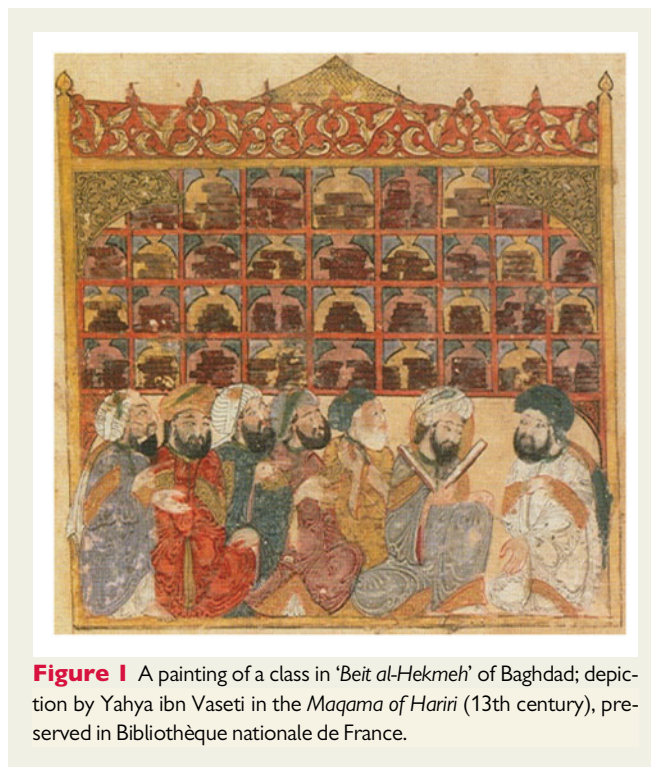 Figure 1 A painting of a class in ‘Beit al-Hekmeh’ of Baghdad; depic-
tion by Yahya ibn Vaseti in the Maqama of Hariri (13th century), pre-
served in Bibliothèque nationale de France.